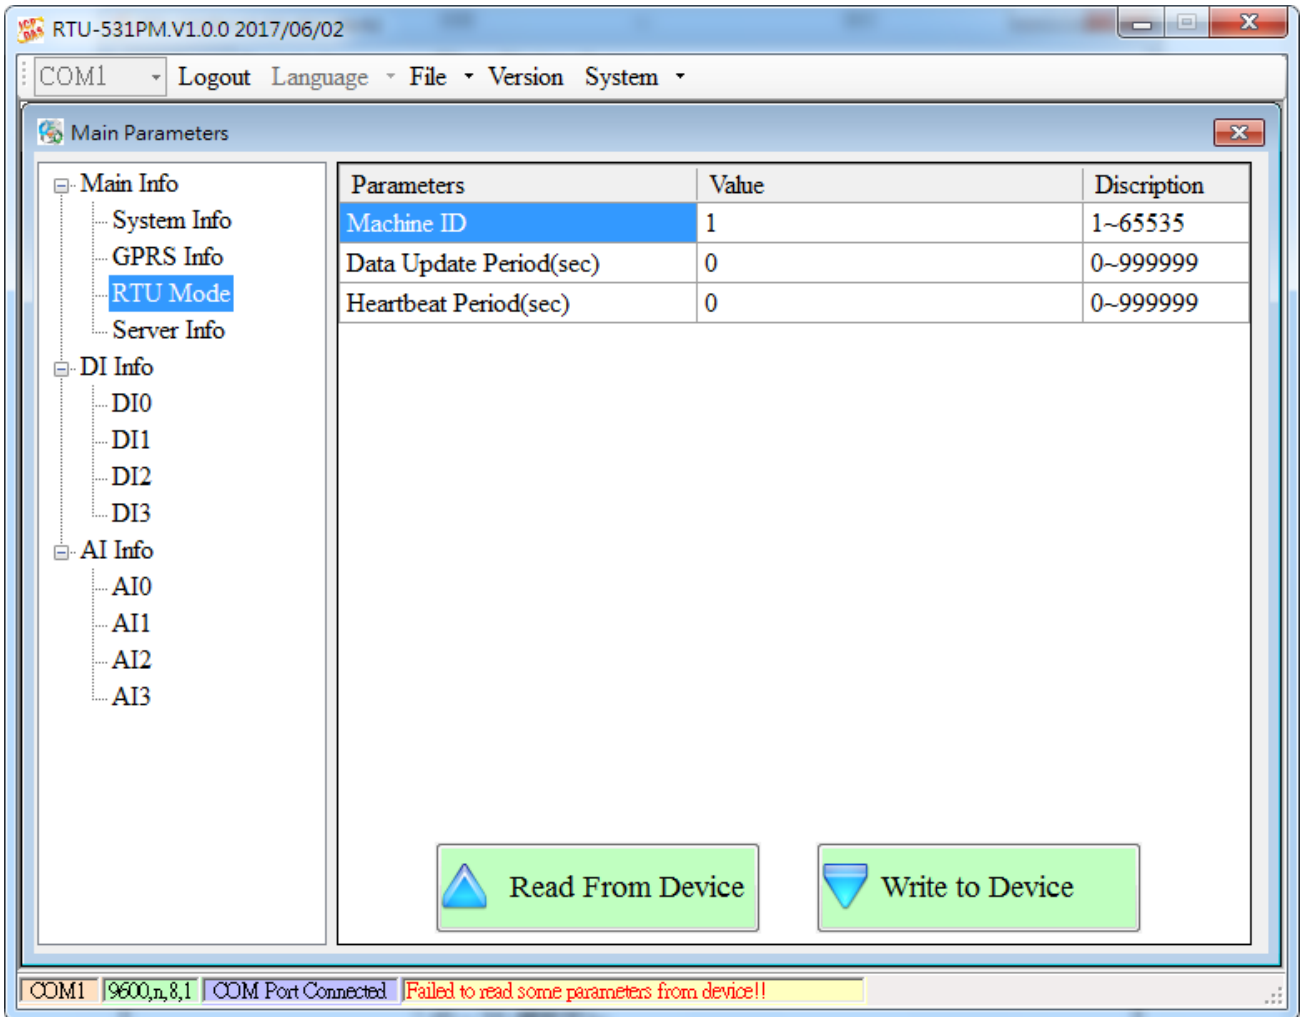 RTU-531PM.V1.0.0 2017/06/02
COM1 Logout Language File Version System
Main Parameters
Main Info
System Info
GPRS Info
RTU Mode
Server Info
DI Info
DI0
DI1
DI2
DI3
AI Info
AI0
AI1
AI2
AI3
Parameters Value Discription
Machine ID 1 1~65535
Data Update Period(sec) 0 0~999999
Heartbeat Period(sec) 0 0~999999
Read From Device
Write to Device
COM1 9600,n,8,1 COM Port Connected Failed to read some parameters from device!!